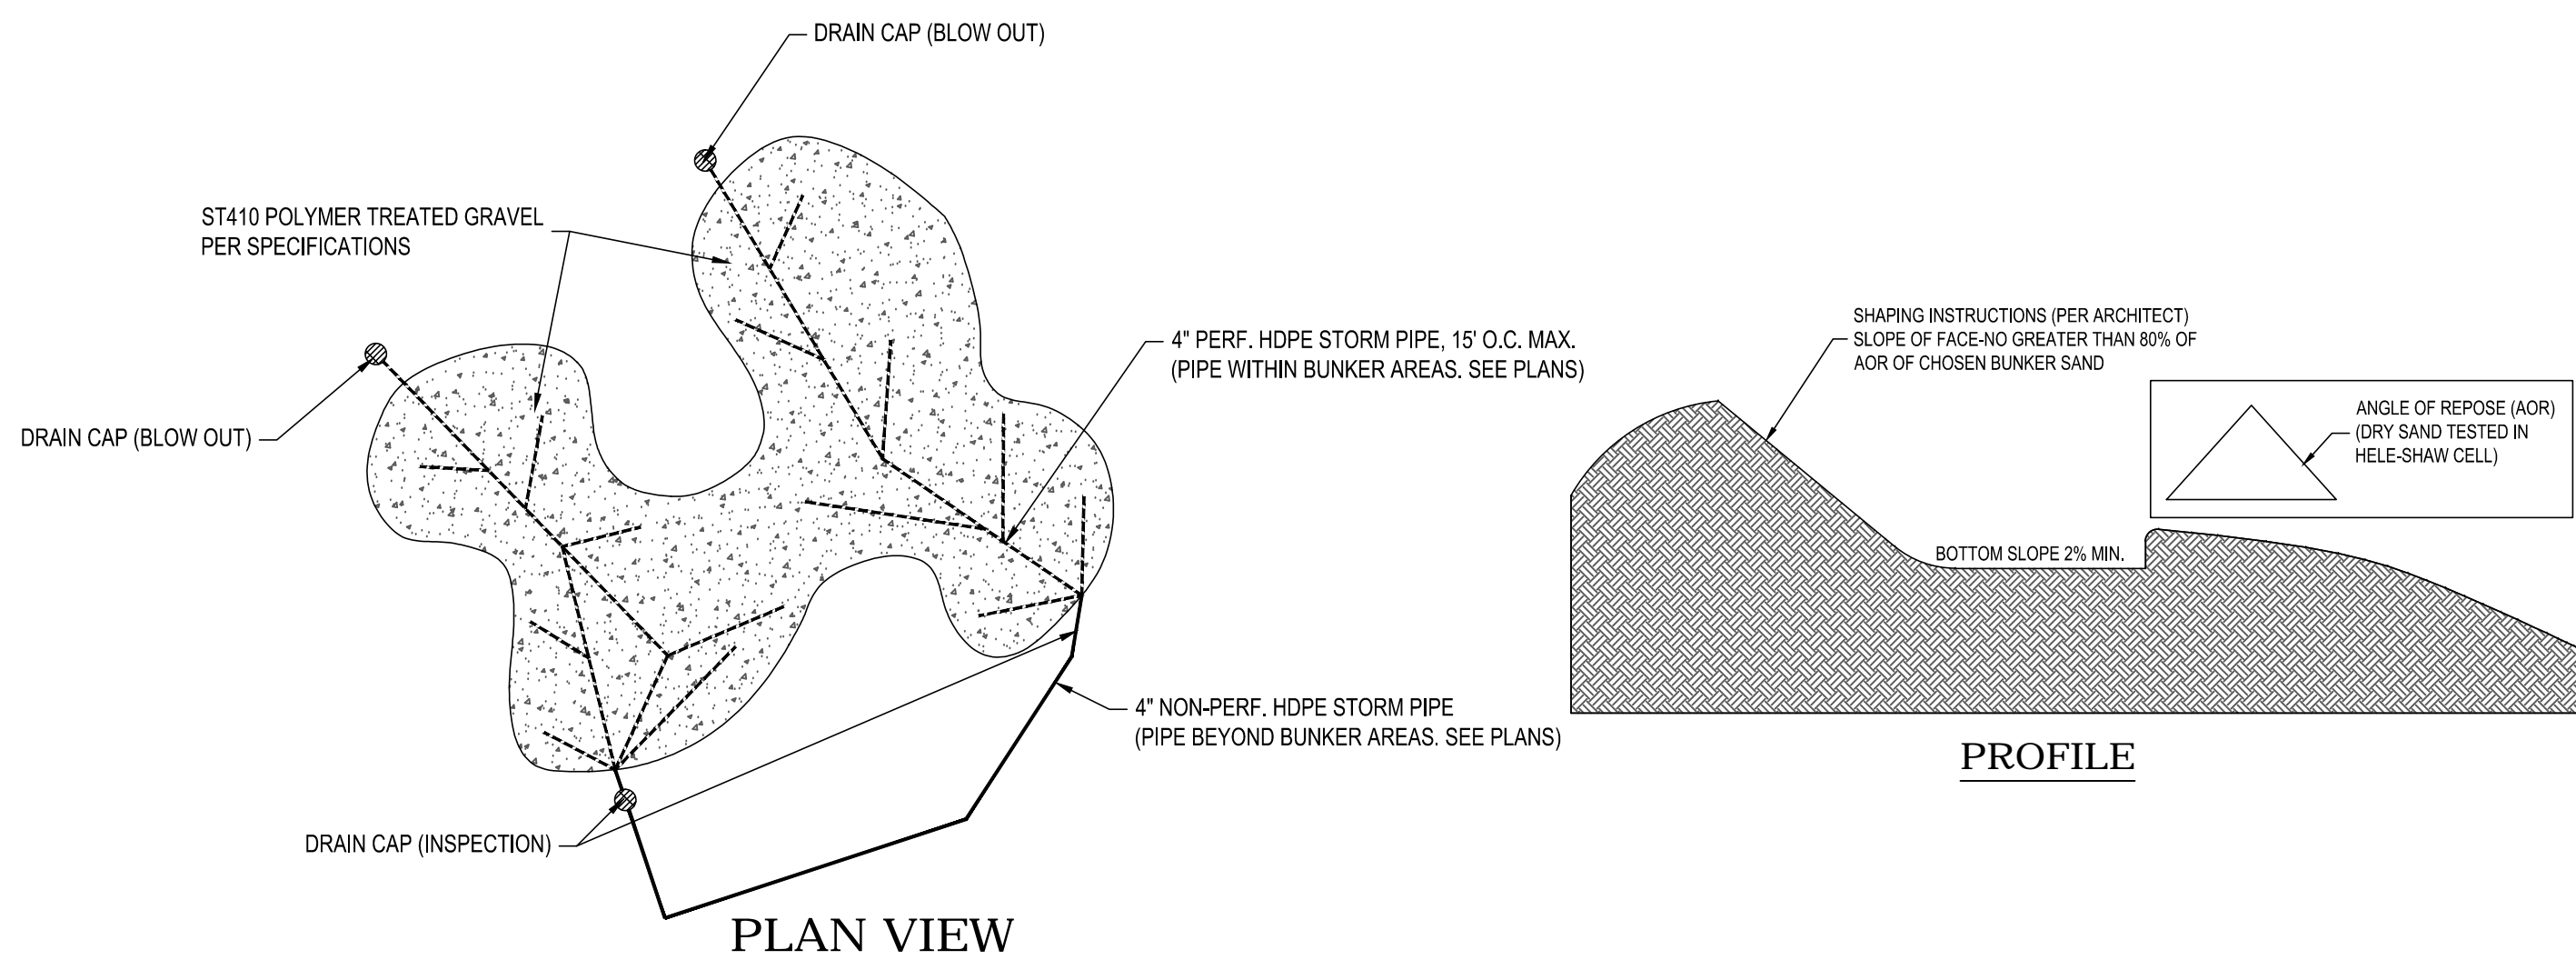 DRAIN CAP (BLOW OUT)
ST410 POLYMER TREATED GRAVEL
PER SPECIFICATIONS
DRAIN CAP (BLOW OUT)
4" PERF. HDPE STORM PIPE, 15' O.C. MAX.
(PIPE WITHIN BUNKER AREAS. SEE PLANS)
4" NON-PERF. HDPE STORM PIPE
(PIPE BEYOND BUNKER AREAS. SEE PLANS)
DRAIN CAP (INSPECTION)
PLAN VIEW
SHAPING INSTRUCTIONS (PER ARCHITECT)
SLOPE OF FACE-NO GREATER THAN 80% OF
AOR OF CHOSEN BUNKER SAND
ANGLE OF REPOSE (AOR)
(DRY SAND TESTED IN
HELE-SHAW CELL)
BOTTOM SLOPE 2% MIN.
PROFILE